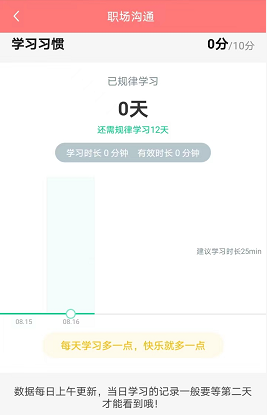 职场沟通
学习习惯 0分/10分
已规律学习
0天
还需规律学习12天
学习时长 0 分钟 有效时长 0 分钟
建议学习时长25min
08.15 08.16
每天学习多一点，快乐就多一点
数据每日上午更新，当日学习的记录一般要等第二天
才能看到哦！